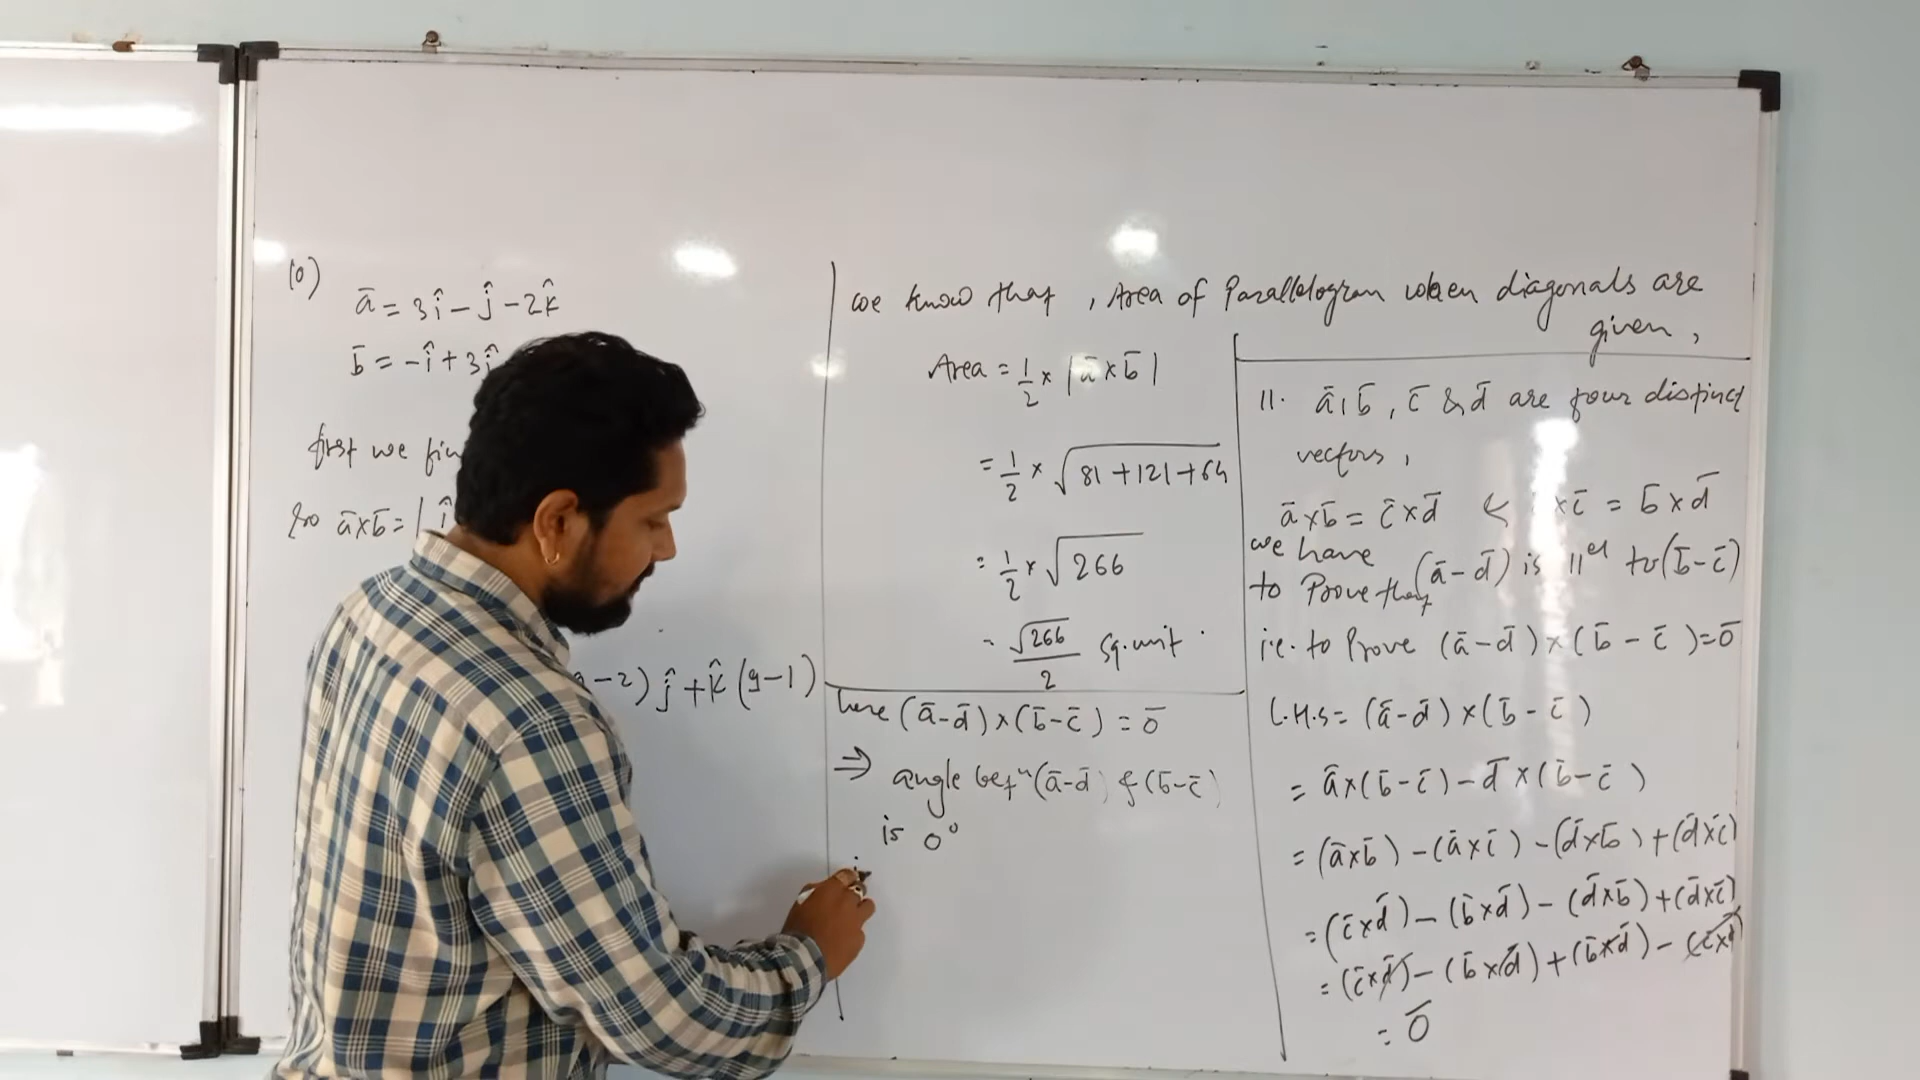 10)
ā = 3î - ĵ - 2k̂
b̄ = -î + 3ĵ
first we
so ā×b̄ = | î
-2) ĵ + k̂ (9-1)
we know that, Area of Parallelogram when diagonals are
given,
Area = 1/2 × |ā×b̄|
= 1/2 × √81+121+64
= 1/2 × √266
= √266/2 sq.unit.
here (ā-d̄)×(b̄-c̄) = 0̄
⇒ angle betⁿ (ā-d̄) & (b̄-c̄)
is 0°
11. ā, b̄, c̄ & d̄ are four distinct
vectors,
ā×b̄ = c̄×d̄ & ×c̄ = b̄×d̄
we have
to Prove that (ā-d̄) is ||el to (b̄-c̄)
i.e. to Prove (ā-d̄)×(b̄-c̄)=0̄
L.H.S = (ā-d̄)×(b̄-c̄)
= ā×(b̄-c̄) - d̄×(b̄-c̄)
= (ā×b̄) - (ā×c̄) - (d̄×b̄) + (d̄×c̄)
= (c̄×d̄) - (b̄×d̄) - (d̄×b̄) + (d̄×c̄)
= (c̄×d̄) - (b̄×d̄) + (b̄×d̄) - (c̄×d̄)
= 0̄